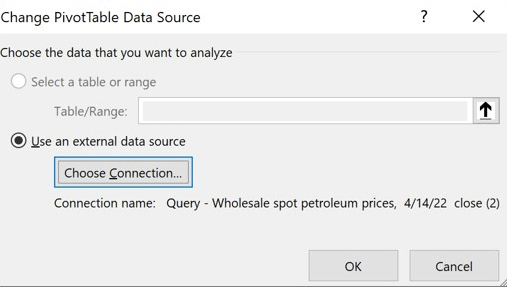 Change PivotTable Data Source ? X
Choose the data that you want to analyze
Select a table or range
Table/Range:
Use an external data source
Choose Connection...
Connection name: Query - Wholesale spot petroleum prices, 4/14/22 close (2)
OK Cancel